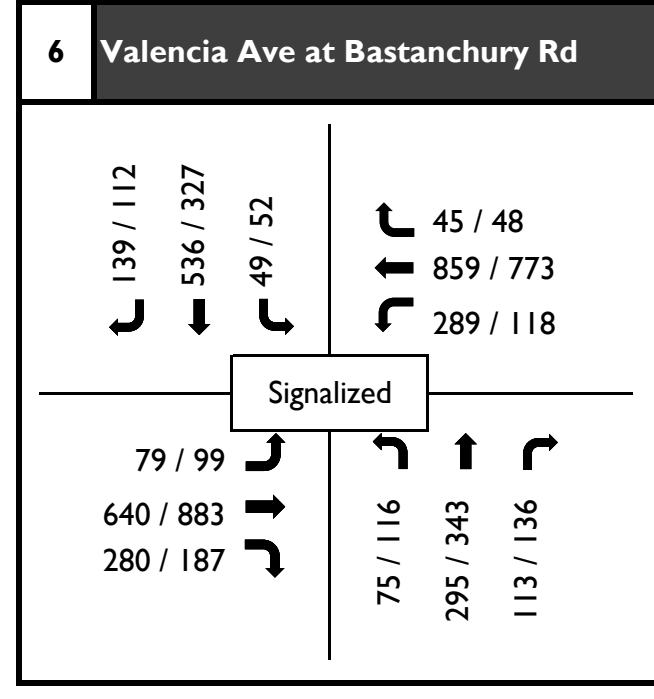 6 Valencia Ave at Bastanchury Rd
139 / 112
536 / 327
49 / 52
45 / 48
859 / 773
289 / 118
Signalized
79 / 99
640 / 883
280 / 187
75 / 116
295 / 343
113 / 136